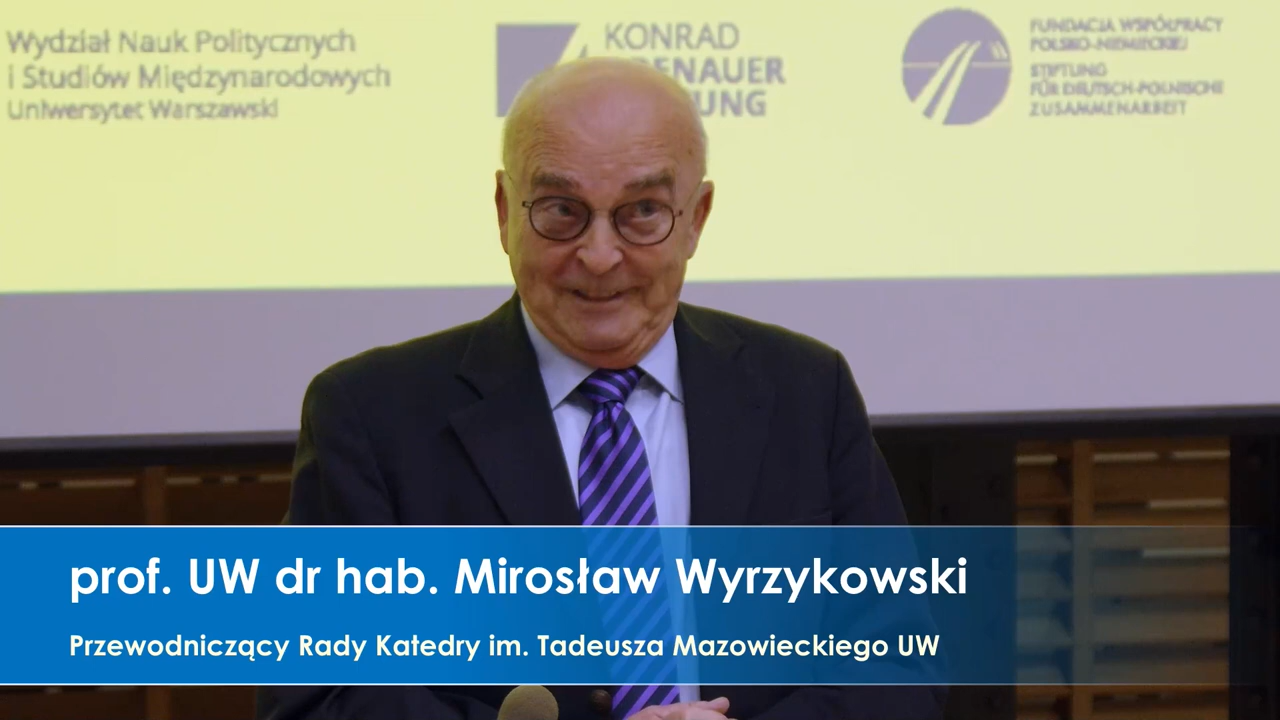 Wydział Nauk Politycznych
i Studiów Międzynarodowych
Uniwersytet Warszawski
KONRAD
FUNDACJA WSPÓŁPRACY
POLSKO-NIEMIECKIEJ
STIFTUNG
FÜR DEUTSCH-POLNISCHE
ZUSAMMENARBEIT
prof. UW dr hab. Mirosław Wyrzykowski
Przewodniczący Rady Katedry im. Tadeusza Mazowieckiego UW